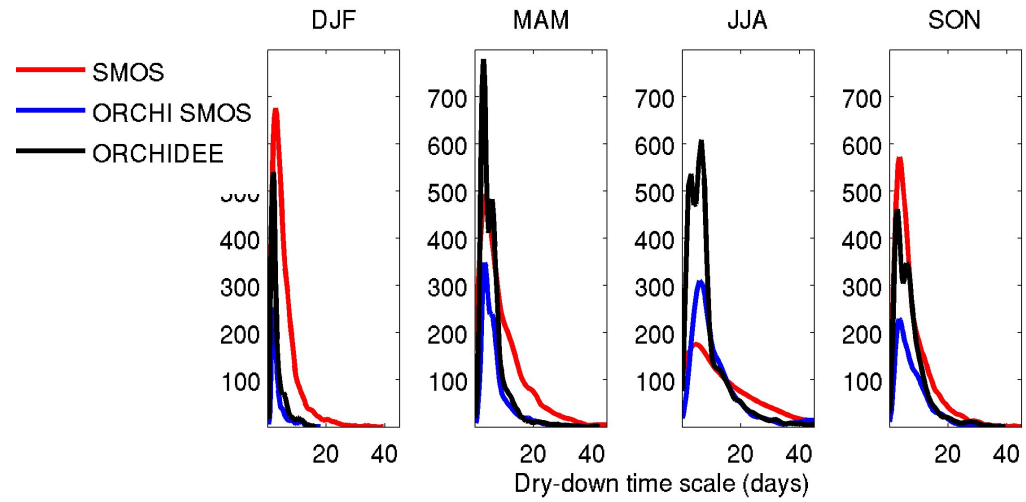 DJF MAM JJA SON
SMOS
ORCHI SMOS
ORCHIDEE
700 700 700
600 600 600
500 500 500
400 400 400 400
300 300 300 300
200 200 200 200
100 100 100 100
20 40 20 40 20 40 20 40
Dry-down time scale (days)